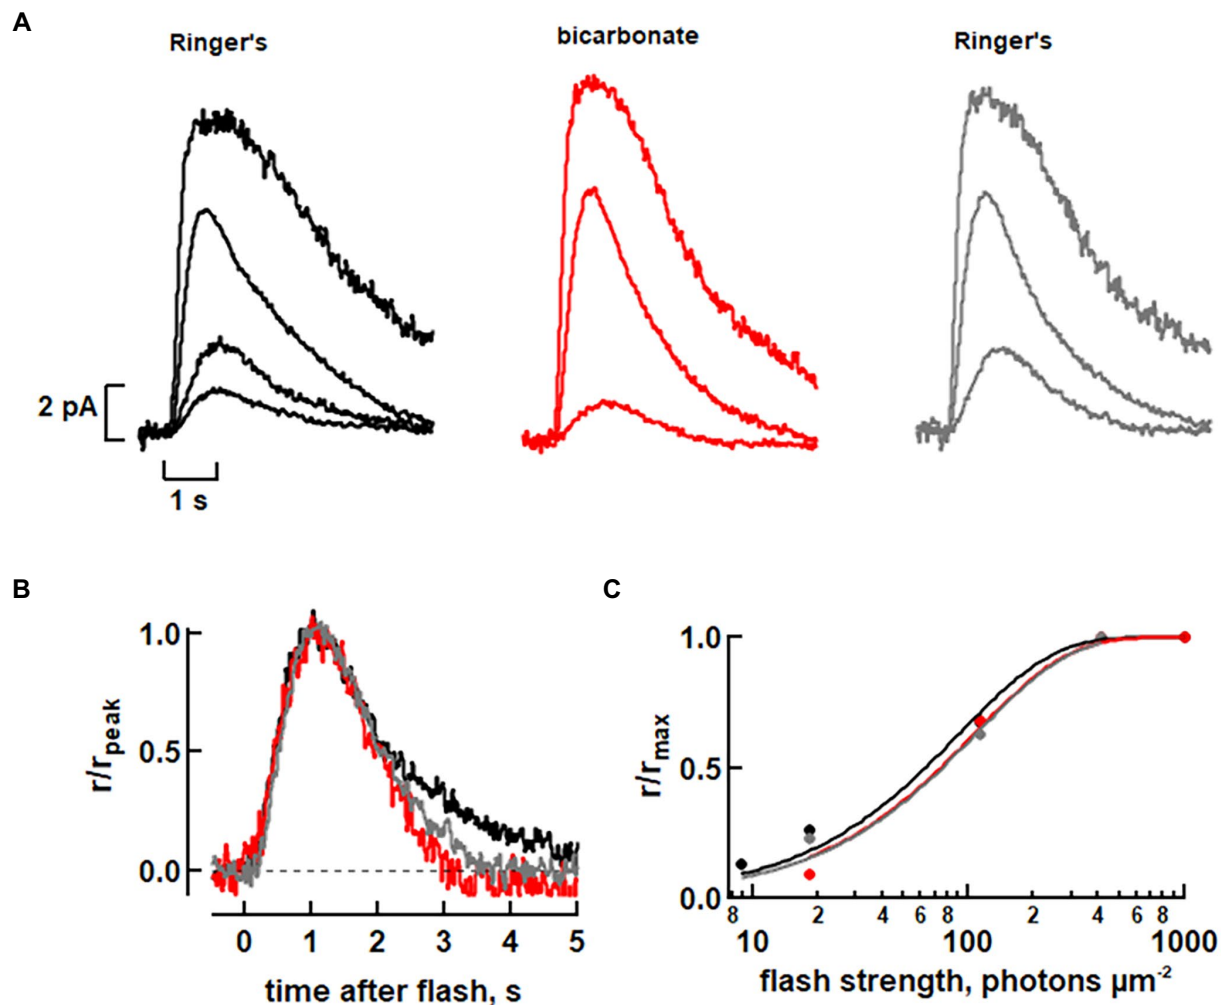 A
Ringer's
bicarbonate
Ringer's
2 pA
1 s
B
1.0
0.5
0.0
r/rpeak
0 1 2 3 4 5
time after flash, s
C
1.0
0.5
0.0
r/rmax
8 2 4 6 8 2 4 6 8
10 100 1000
flash strength, photons µm-2